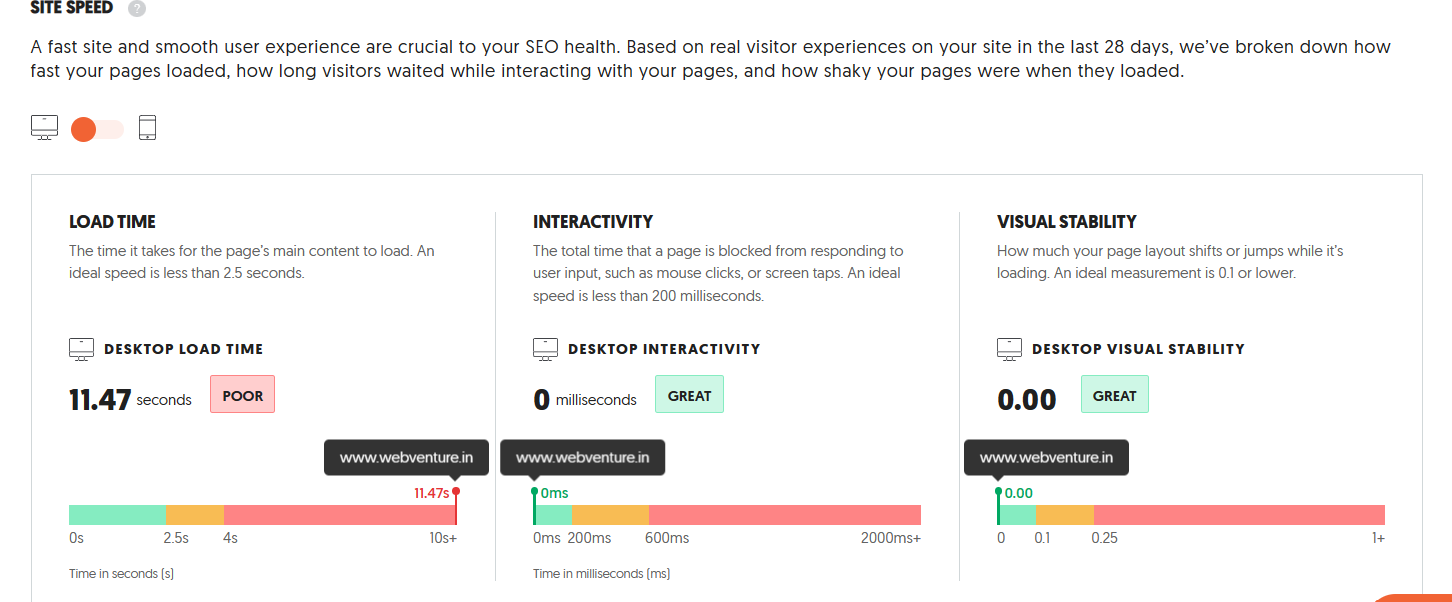 SITE SPEED ?
A fast site and smooth user experience are crucial to your SEO health. Based on real visitor experiences on your site in the last 28 days, we've broken down how
fast your pages loaded, how long visitors waited while interacting with your pages, and how shaky your pages were when they loaded.
LOAD TIME
The time it takes for the page's main content to load. An
ideal speed is less than 2.5 seconds.
DESKTOP LOAD TIME
11.47 seconds POOR
www.webventure.in
11.47s
0s 2.5s 4s 10s+
Time in seconds (s)
INTERACTIVITY
The total time that a page is blocked from responding to
user input, such as mouse clicks, or screen taps. An ideal
speed is less than 200 milliseconds.
DESKTOP INTERACTIVITY
0 milliseconds GREAT
www.webventure.in
0ms
0ms 200ms 600ms 2000ms+
Time in milliseconds (ms)
VISUAL STABILITY
How much your page layout shifts or jumps while it's
loading. An ideal measurement is 0.1 or lower.
DESKTOP VISUAL STABILITY
0.00 GREAT
www.webventure.in
0.00
0 0.1 0.25 1+